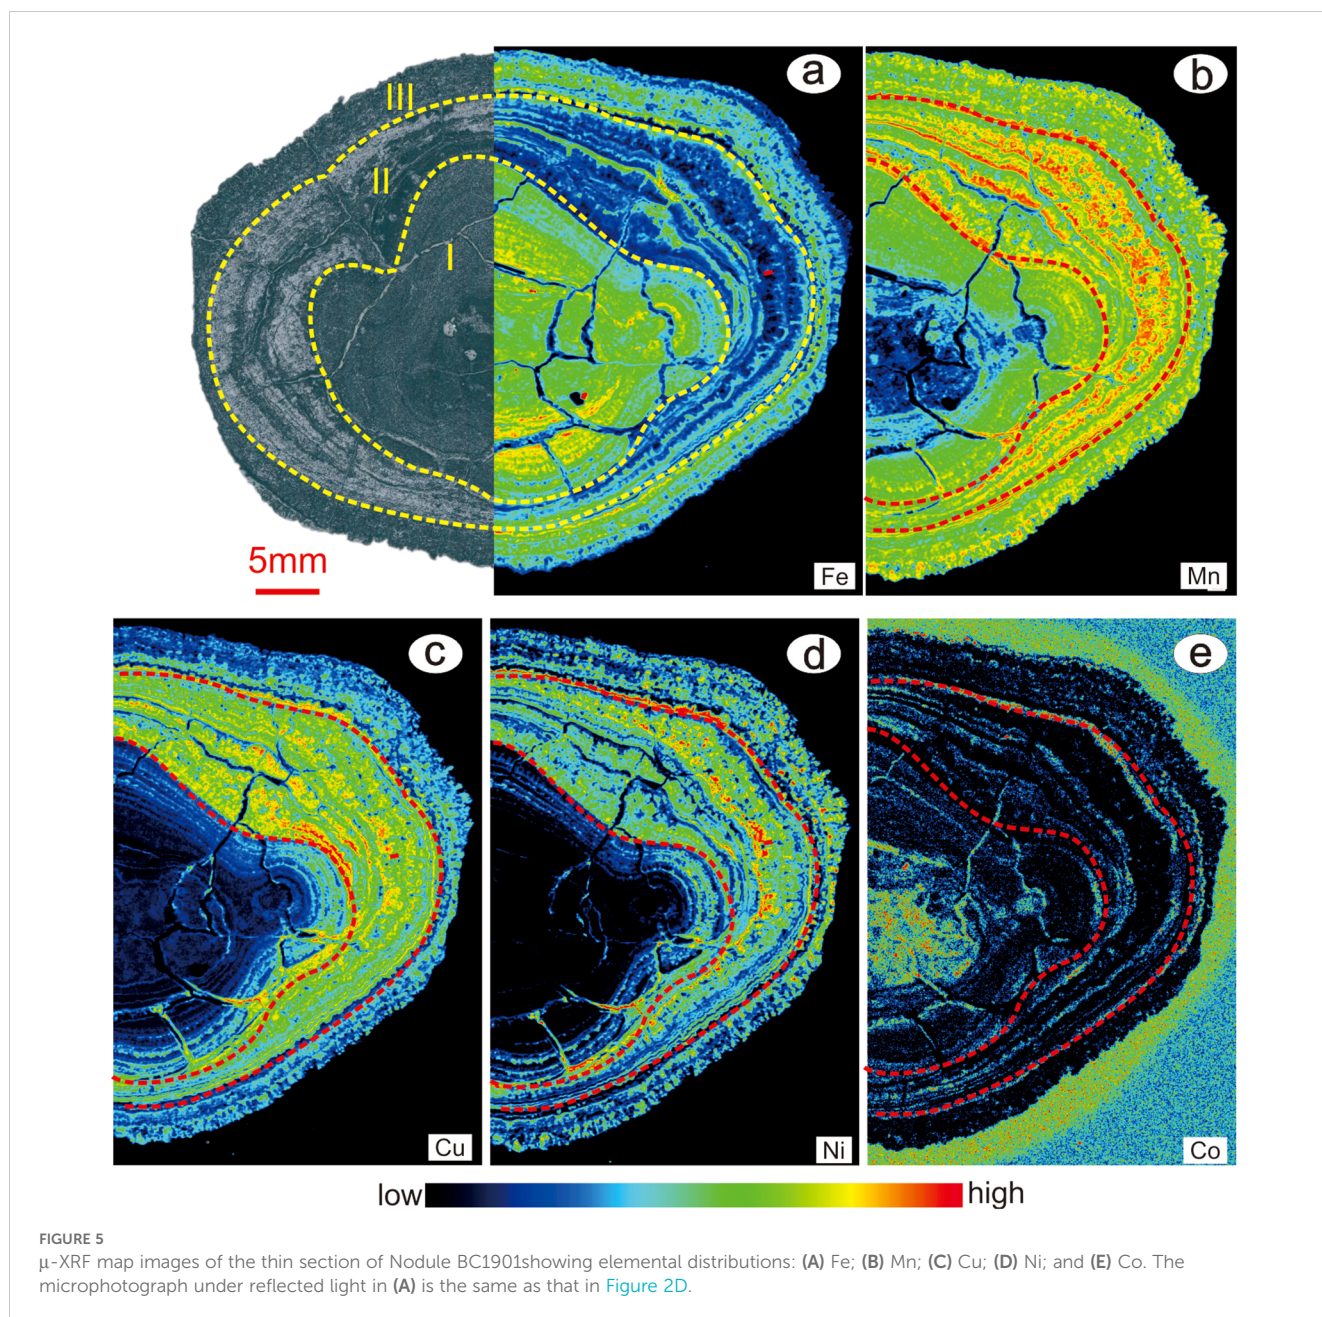 a
b
III
II
I
5mm
Fe
Mn
c
d
e
Cu
Ni
Co
low
high
FIGURE 5
μ-XRF map images of the thin section of Nodule BC1901showing elemental distributions: (A) Fe; (B) Mn; (C) Cu; (D) Ni; and (E) Co. The
microphotograph under reflected light in (A) is the same as that in Figure 2D.